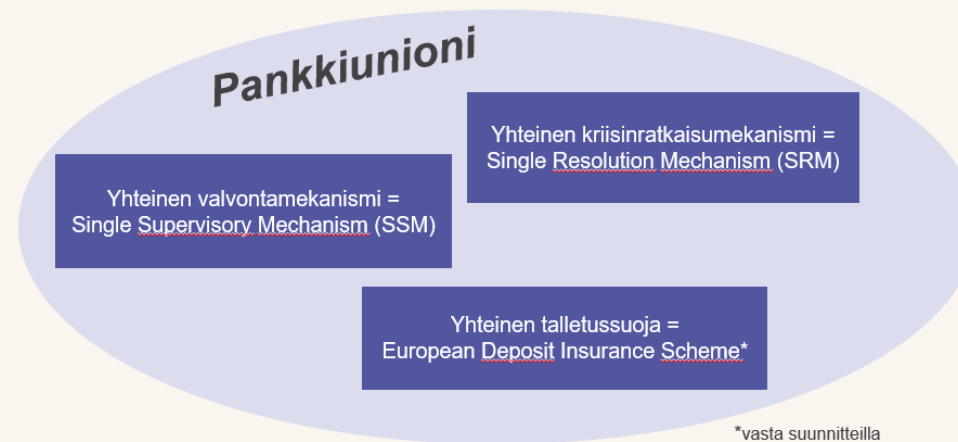 Pankkiunioni
Yhteinen kriisinratkaisumekanismi =
Single Resolution Mechanism (SRM)
Yhteinen valvontamekanismi =
Single Supervisory Mechanism (SSM)
Yhteinen talletussuoja =
European Deposit Insurance Scheme*
*vasta suunnitteilla